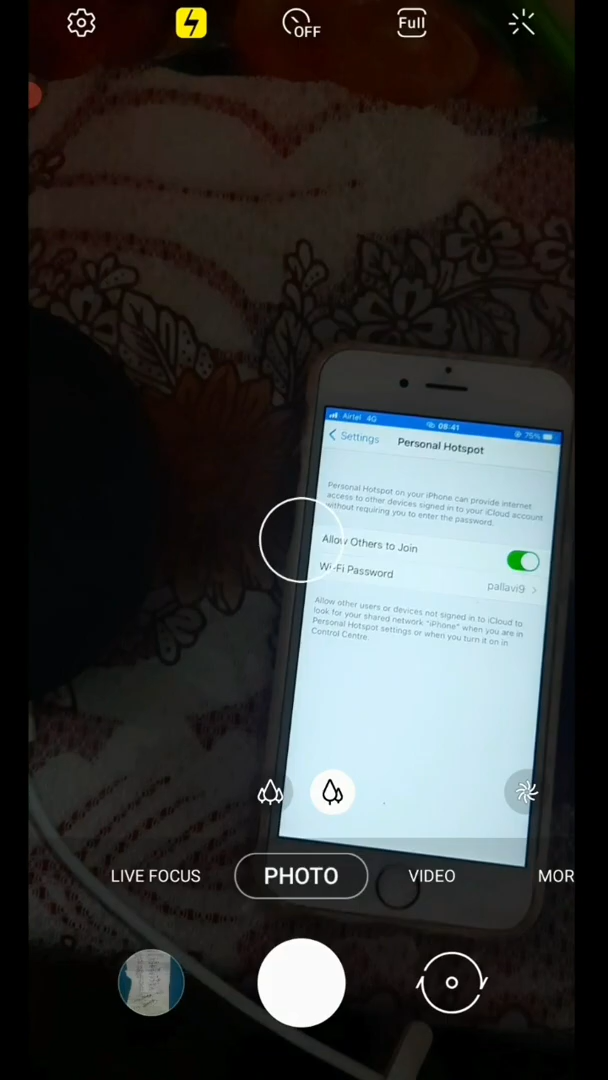 OFF
Full
Airtel 4G
08:41
75%
Settings
Personal Hotspot
Personal Hotspot on your iPhone can provide internet
access to other devices signed in to your iCloud account
without requiring you to enter the password.
Allow Others to Join
Wi-Fi Password
pallavi9
Allow other users or devices not signed in to iCloud to
look for your shared network "iPhone" when you are in
Personal Hotspot settings or when you turn it on in
Control Centre.
LIVE FOCUS
PHOTO
VIDEO
MOR